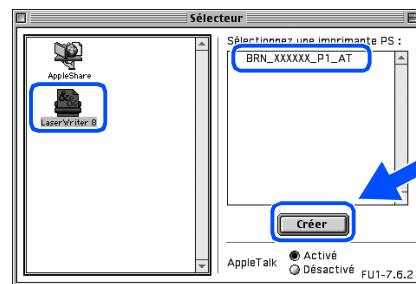 Sélecteur
AppleShare
LaserWriter 8
Sélectionnez une imprimante PS :
BRN_XXXXXX_P1_AT
Créer
AppleTalk
Activé
Désactivé
FU1-7.6.2